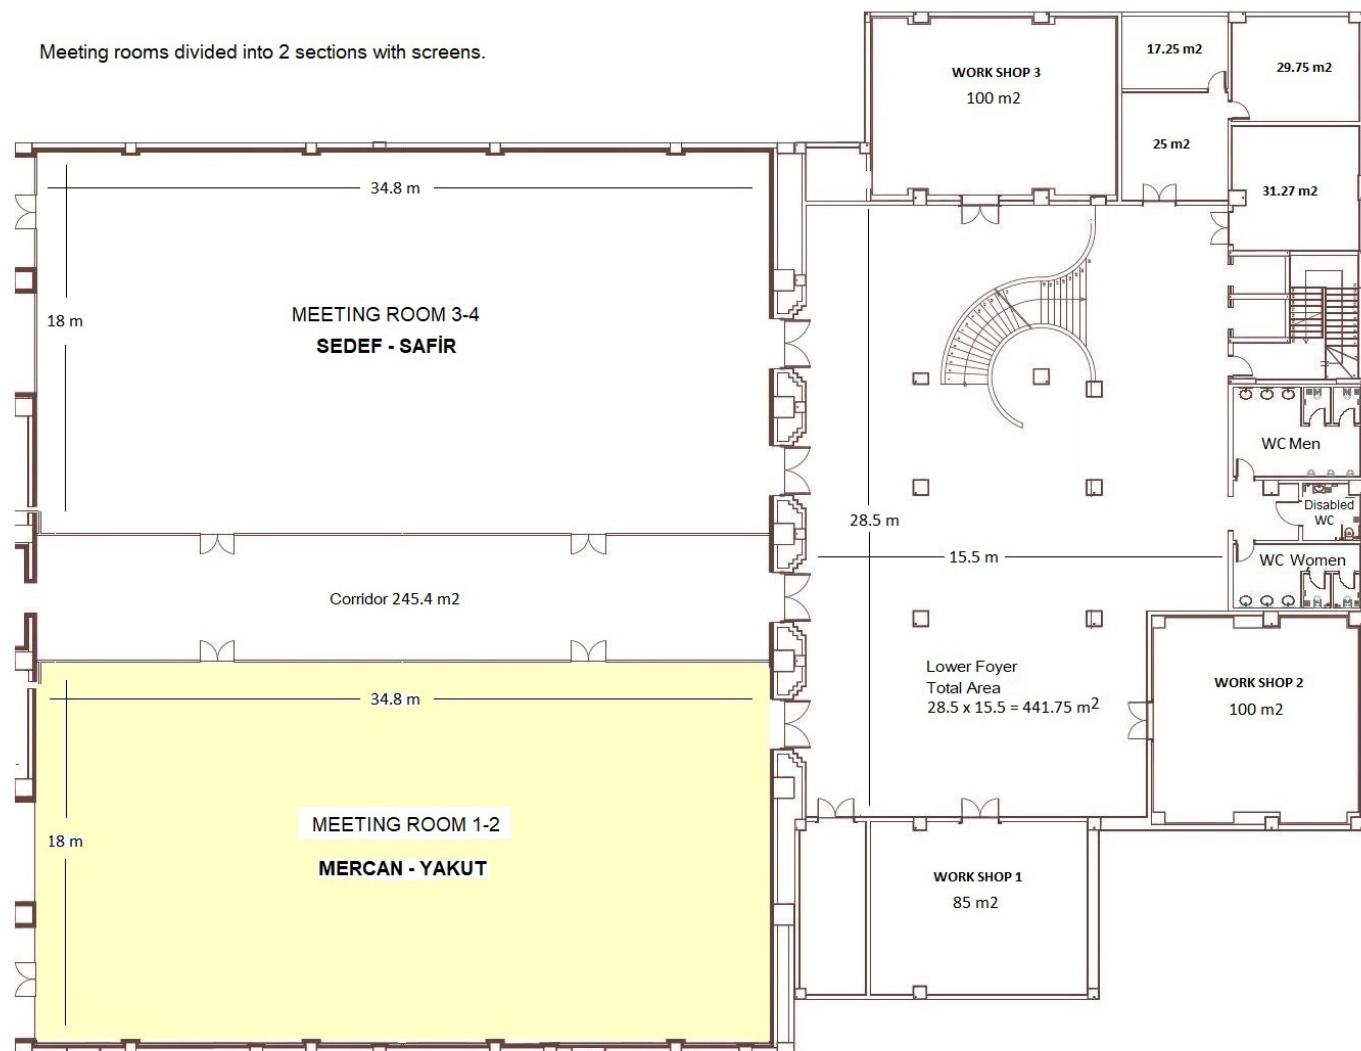 Meeting rooms divided into 2 sections with screens.
WORK SHOP 3
100 m2
17.25 m2
29.75 m2
25 m2
31.27 m2
34.8 m
18 m
MEETING ROOM 3-4
SEDEF - SAFİR
28.5 m
15.5 m
WC Men
Disabled
WC
WC Women
Corridor 245.4 m2
Lower Foyer
Total Area
28.5 x 15.5 = 441.75 m2
WORK SHOP 2
100 m2
34.8 m
18 m
MEETING ROOM 1-2
MERCAN - YAKUT
WORK SHOP 1
85 m2